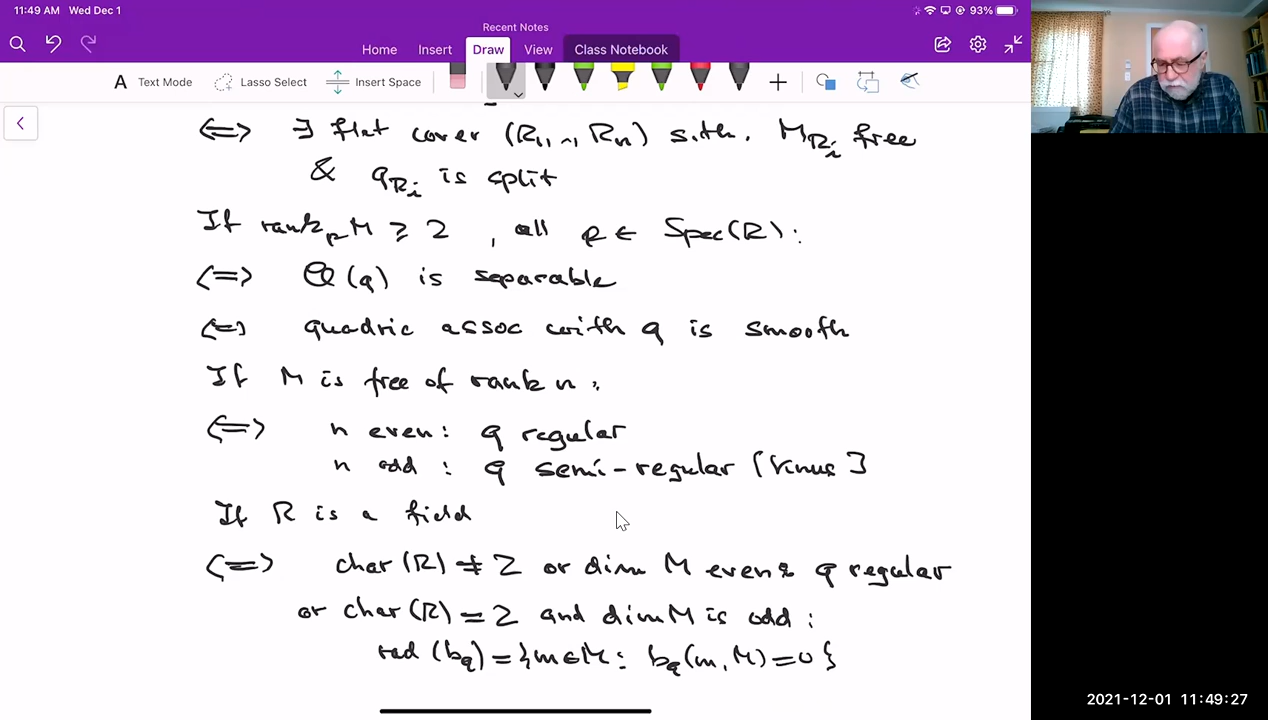 11:49 AM Wed Dec 1
93%
Recent Notes
Home Insert Draw View Class Notebook
Text Mode Lasso Select Insert Space
⟺ ∃ flat cover (R₁, ~, Rₙ) s.th. M_{R_i} free
& q_{R_i} is split
If rank_p M ≥ 2 , all p ∈ Spec(R):
⟺ Q(q) is separable
⟺ quadric assoc with q is smooth
If M is free of rank n:
⟺ n even: q regular
n odd : q semi-regular [Knus]
If R is a field
⟺ char(R) ≠ 2 or dim M even: q regular
or char(R) = 2 and dim M is odd :
rad (b_q) = {m ∈ M : b_q(m, M) = 0}
2021-12-01 11:49:27